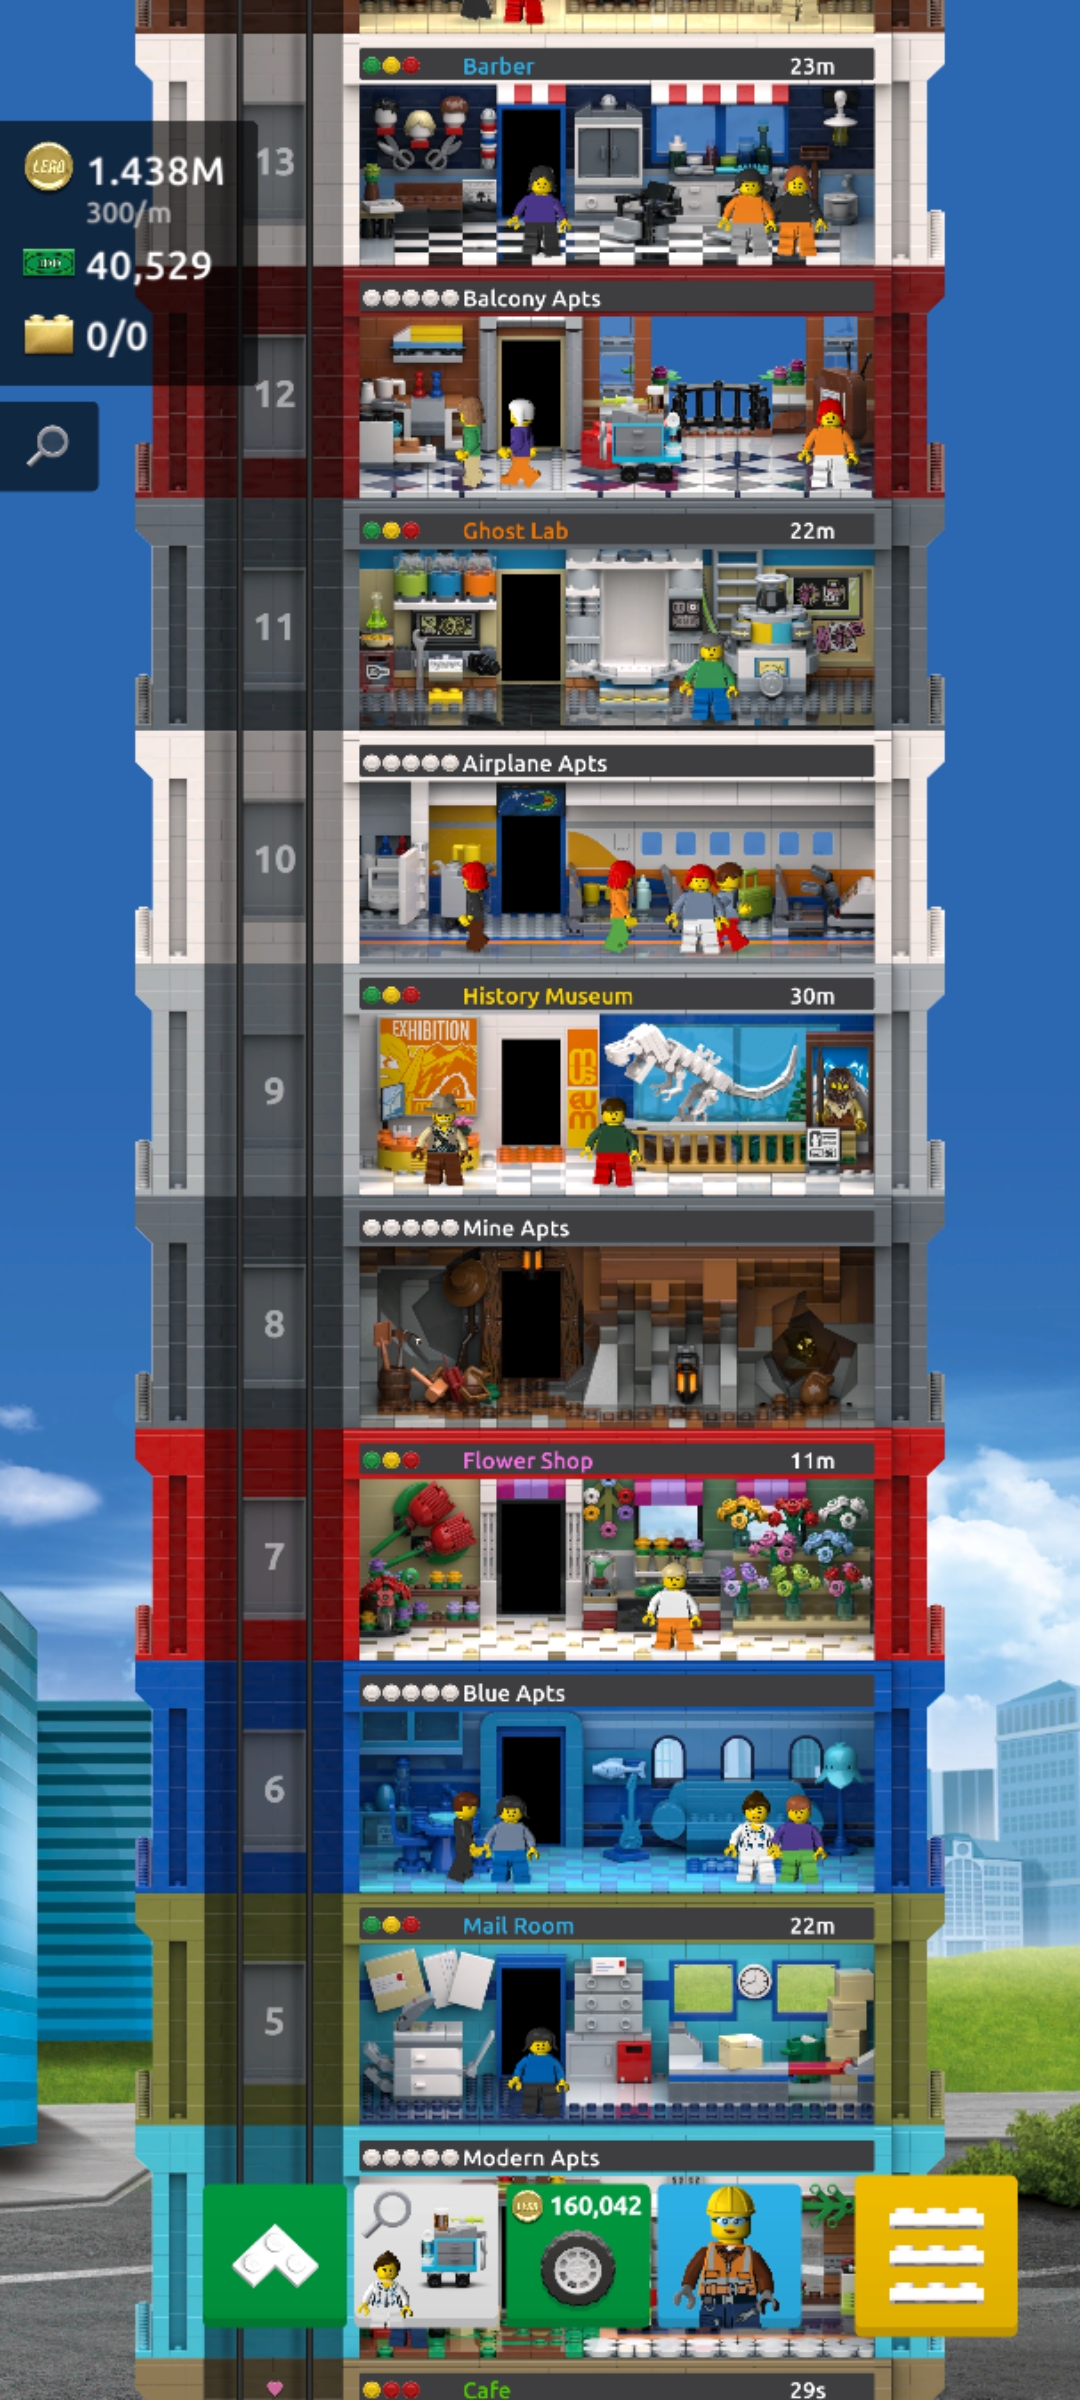 Barber 23m
13
LEGO 1.438M
300/m
40,529
0/0
Balcony Apts
12
Ghost Lab 22m
11
Airplane Apts
10
History Museum 30m
EXHIBITION
MUSEUM
9
Mine Apts
8
Flower Shop 11m
7
Blue Apts
6
Mail Room 22m
5
Modern Apts
160,042
Cafe 29s